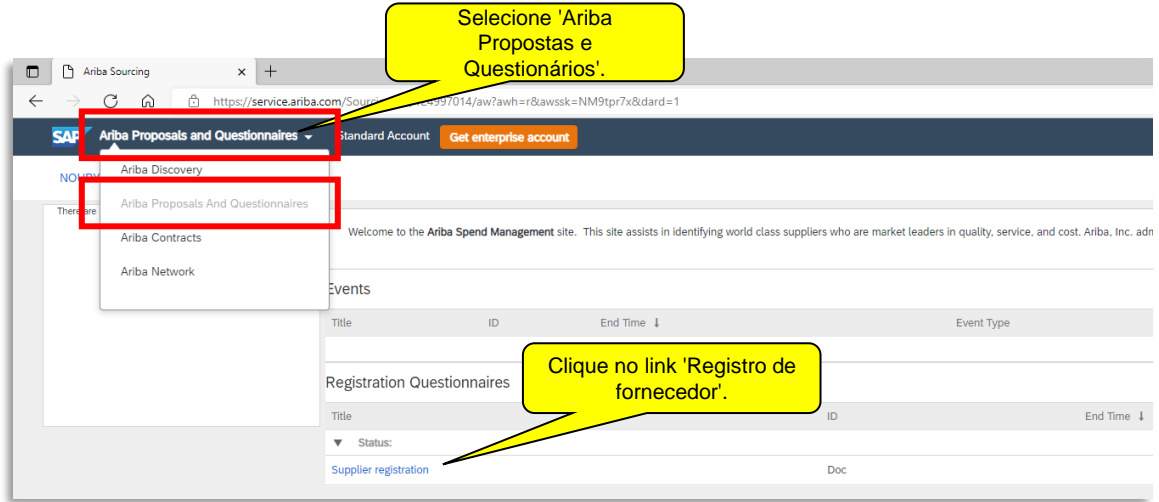 Selecione 'Ariba
Propostas e
Questionários'.
Ariba Sourcing
https://service.ariba.com/Sourci 997014/aw?awh=r&awssk=NM9tpr7x&dard=1
SAP Ariba Proposals and Questionnaires Standard Account Get enterprise account
Ariba Discovery
Ariba Proposals And Questionnaires
There are
Ariba Contracts
Welcome to the Ariba Spend Management site. This site assists in identifying world class suppliers who are market leaders in quality, service, and cost. Ariba, Inc. adm
Ariba Network
Events
Title ID End Time ↓ Event Type
Clique no link 'Registro de
fornecedor'.
Registration Questionnaires
Title ID End Time ↓
▼ Status:
Supplier registration Doc